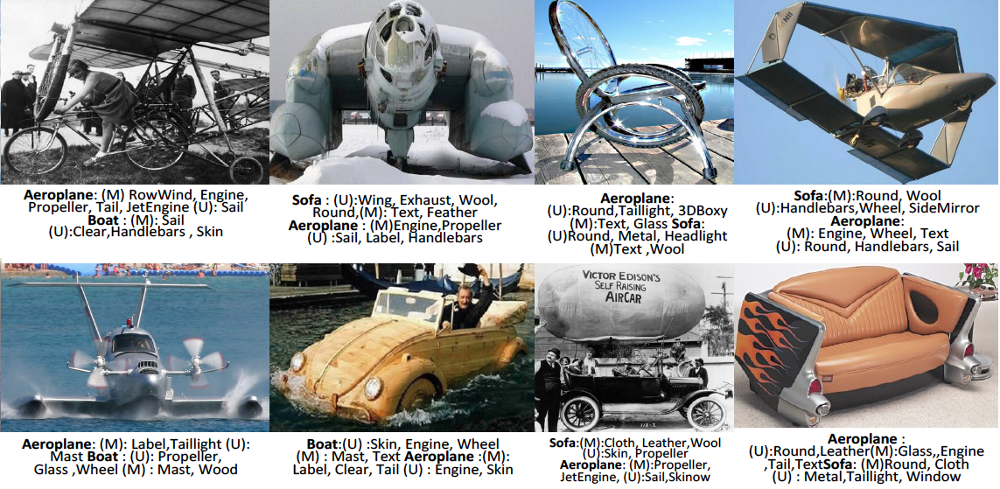 D
N11
Aeroplane: (M) RowWind, Engine,
Propeller, Tail, JetEngine (U): Sail
Boat : (M): Sail
(U):Clear,Handlebars , Skin
Sofa : (U):Wing, Exhaust, Wool,
Round,(M): Text, Feather
Aeroplane : (M)Engine,Propeller
(U) :Sail, Label, Handlebars
Aeroplane:
(U):Round,Taillight, 3DBoxy
(M):Text, Glass Sofa:
(U)Round, Metal, Headlight
(M)Text ,Wool
Sofa:(M):Round, Wool
(U):Handlebars,Wheel, SideMirror
Aeroplane:
(M): Engine, Wheel, Text
(U): Round, Handlebars, Sail
VICTOR EDISON'S
SELF RAISING
AIRCAR
112-2
Aeroplane: (M): Label,Taillight (U):
Mast Boat : (U): Propeller,
Glass ,Wheel (M) : Mast, Wood
Boat:(U) :Skin, Engine, Wheel
(M) : Mast, Text Aeroplane :(M):
Label, Clear, Tail (U) : Engine, Skin
Sofa:(M):Cloth, Leather,Wool
(U):Skin, Propeller
Aeroplane: (M):Propeller,
JetEngine, (U):Sail,Skinow
Aeroplane :
(U):Round,Leather(M):Glass,,Engine
,Tail,TextSofa: (M)Round, Cloth
(U) : Metal,Taillight, Window